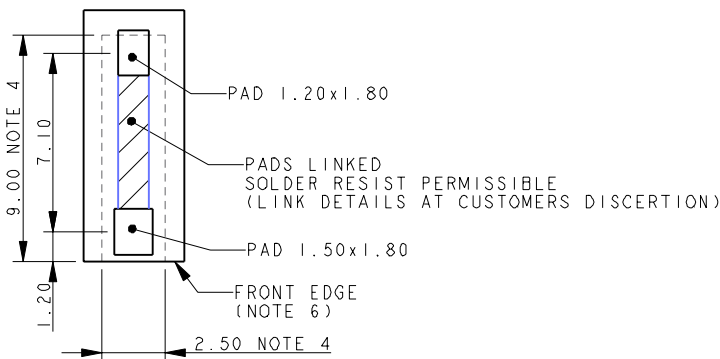 9.00 NOTE 4
7.10
1.20
PAD 1.20x1.80
PADS LINKED
SOLDER RESIST PERMISSIBLE
(LINK DETAILS AT CUSTOMERS DISCERTION)
PAD 1.50x1.80
FRONT EDGE
(NOTE 6)
2.50 NOTE 4